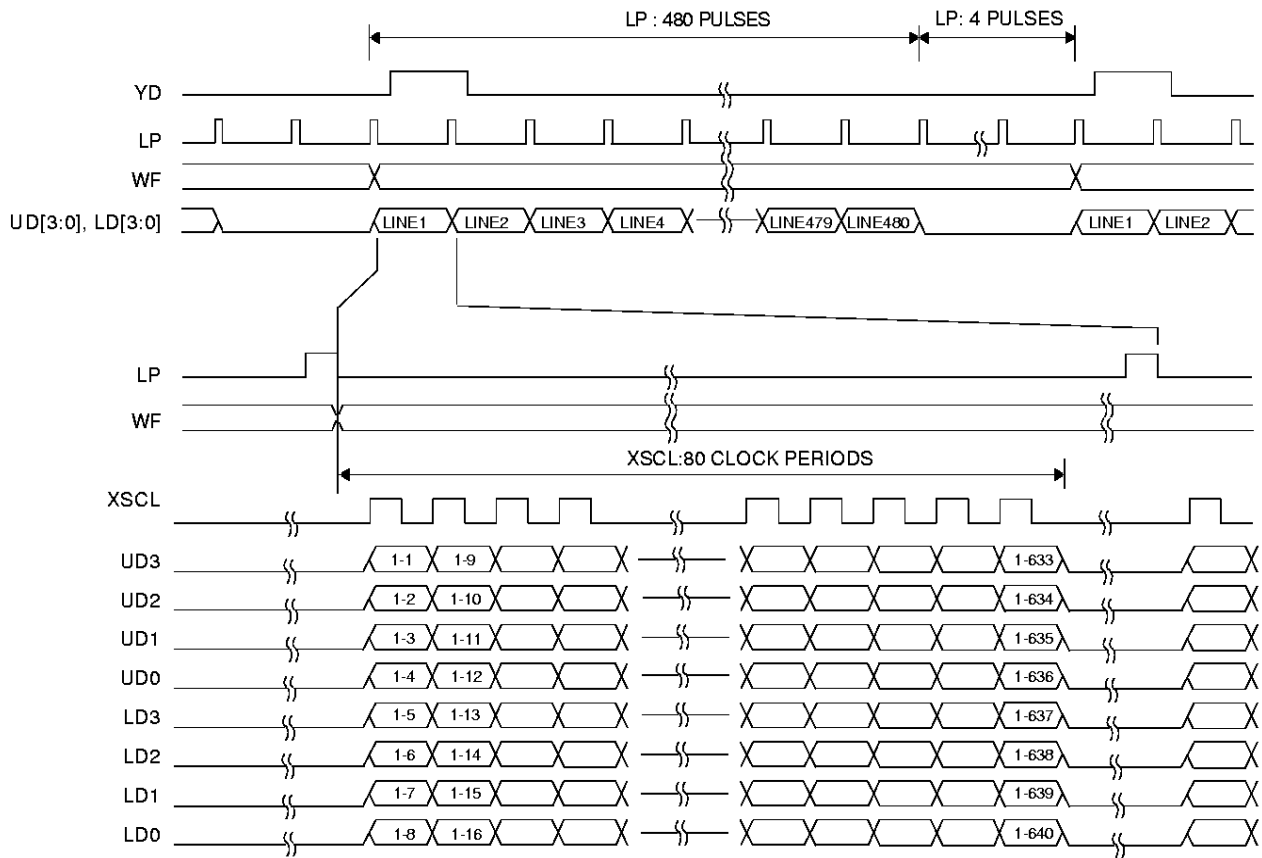 LP : 480 PULSES LP: 4 PULSES
YD
LP
WF
UD[3:0], LD[3:0] LINE1 LINE2 LINE3 LINE4 LINE479 LINE480 LINE1 LINE2
LP
WF
XSCL:80 CLOCK PERIODS
XSCL
UD3 1-1 1-9 1-633
UD2 1-2 1-10 1-634
UD1 1-3 1-11 1-635
UD0 1-4 1-12 1-636
LD3 1-5 1-13 1-637
LD2 1-6 1-14 1-638
LD1 1-7 1-15 1-639
LD0 1-8 1-16 1-640